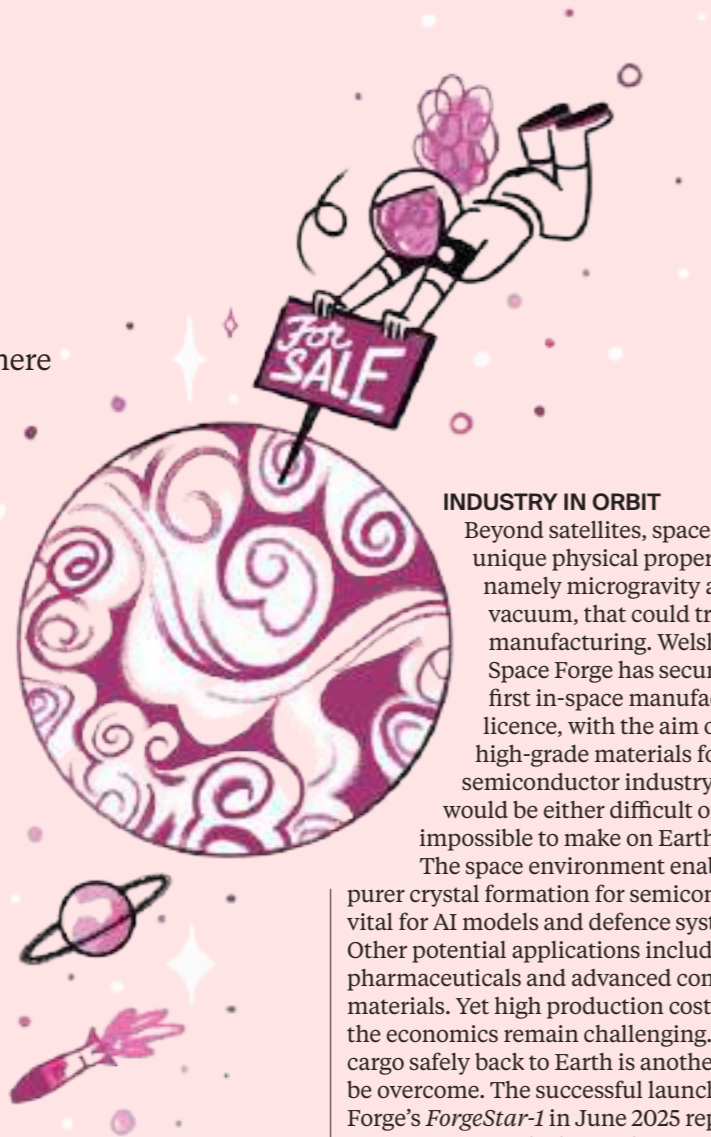 here
For
SALE
INDUSTRY IN ORBIT
Beyond satellites, space
unique physical proper
namely microgravity a
vacuum, that could tr
manufacturing. Wels
Space Forge has secu
first in-space manufa
licence, with the aim o
high-grade materials fo
semiconductor industry
would be either difficult o
impossible to make on Earth
The space environment enab
purer crystal formation for semicon
vital for AI models and defence syst
Other potential applications includ
pharmaceuticals and advanced com
materials. Yet high production cost
the economics remain challenging.
cargo safely back to Earth is anothe
be overcome. The successful launch
Forge's ForgeStar-1 in June 2025 rep